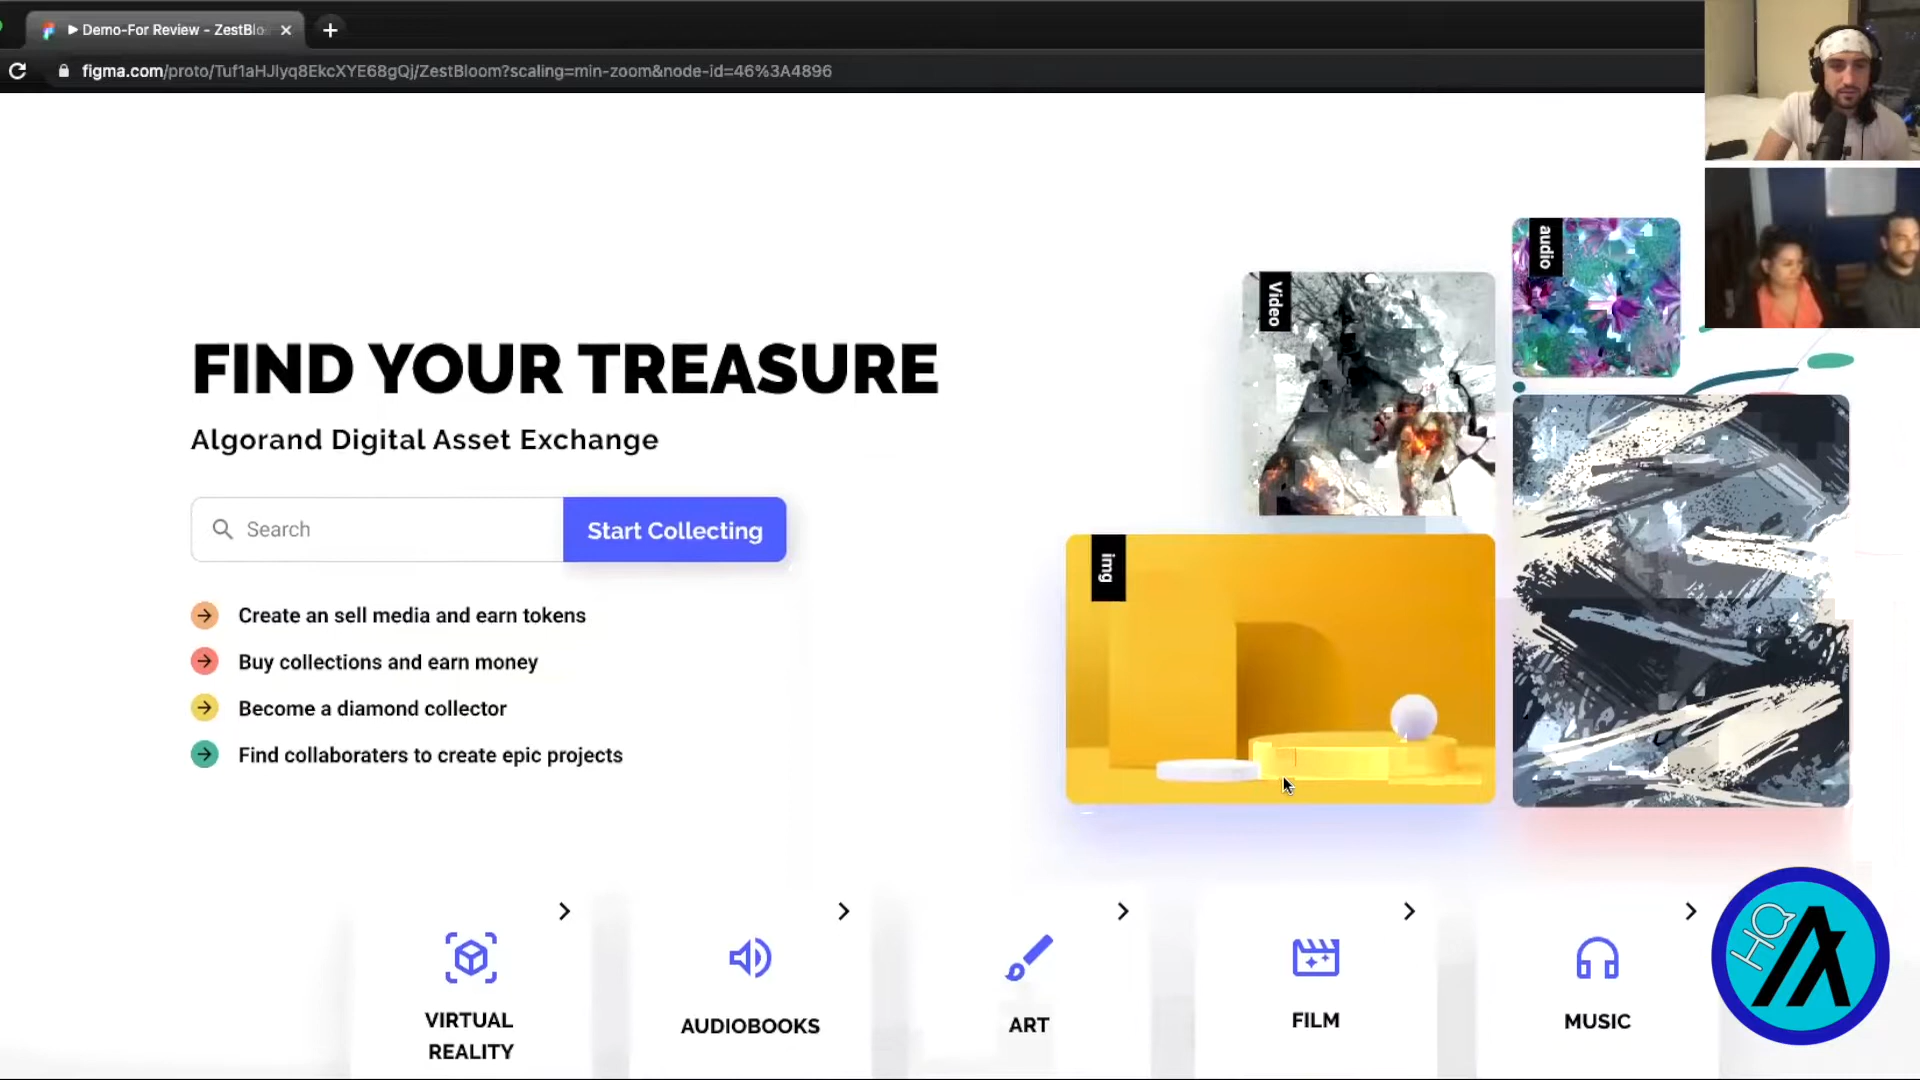 Demo-For Review - ZestBlo
figma.com/proto/Tuf1aHJlyq8EkcXYE68gQj/ZestBloom?scaling=min-zoom&node-id=46%3A4896
audio
Video
FIND YOUR TREASURE
Algorand Digital Asset Exchange
Search
Start Collecting
img
Create an sell media and earn tokens
Buy collections and earn money
Become a diamond collector
Find collaboraters to create epic projects
VIRTUAL
REALITY
AUDIOBOOKS
ART
FILM
MUSIC